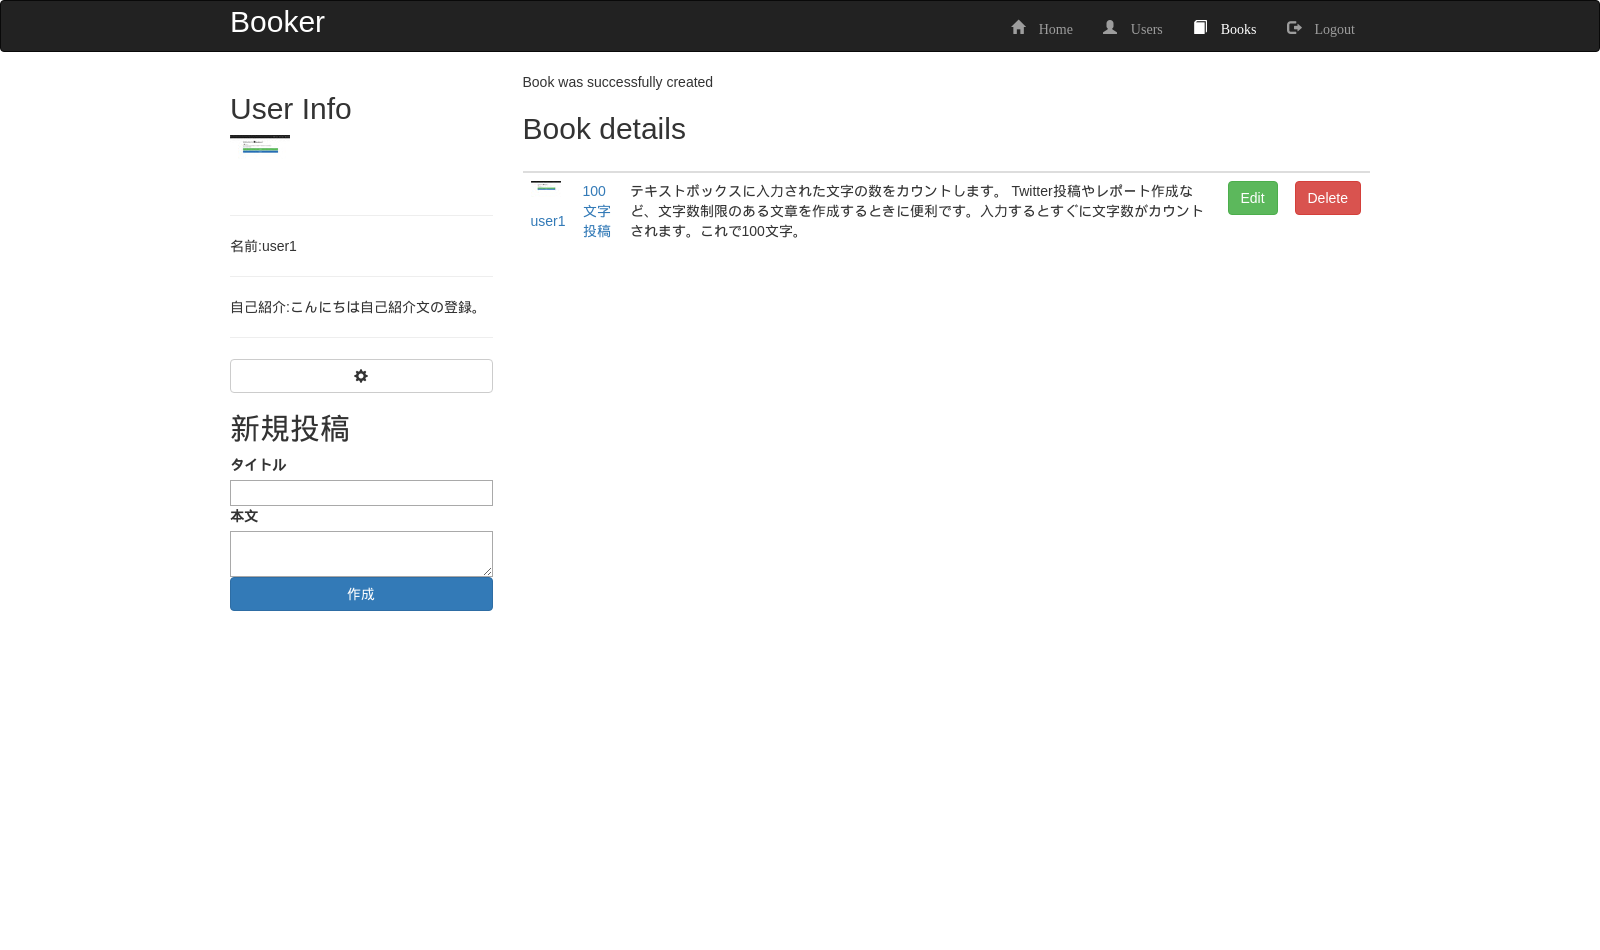 Booker
Home
Users
Books
Logout
User Info
名前:user1
自己紹介:こんにちは自己紹介文の登録。
新規投稿
タイトル
本文
作成
Book was successfully created
Book details
user1
100
文字
投稿
テキストボックスに入力された文字の数をカウントします。 Twitter投稿やレポート作成な
ど、文字数制限のある文章を作成するときに便利です。入力するとすぐに文字数がカウント
されます。これで100文字。
Edit
Delete